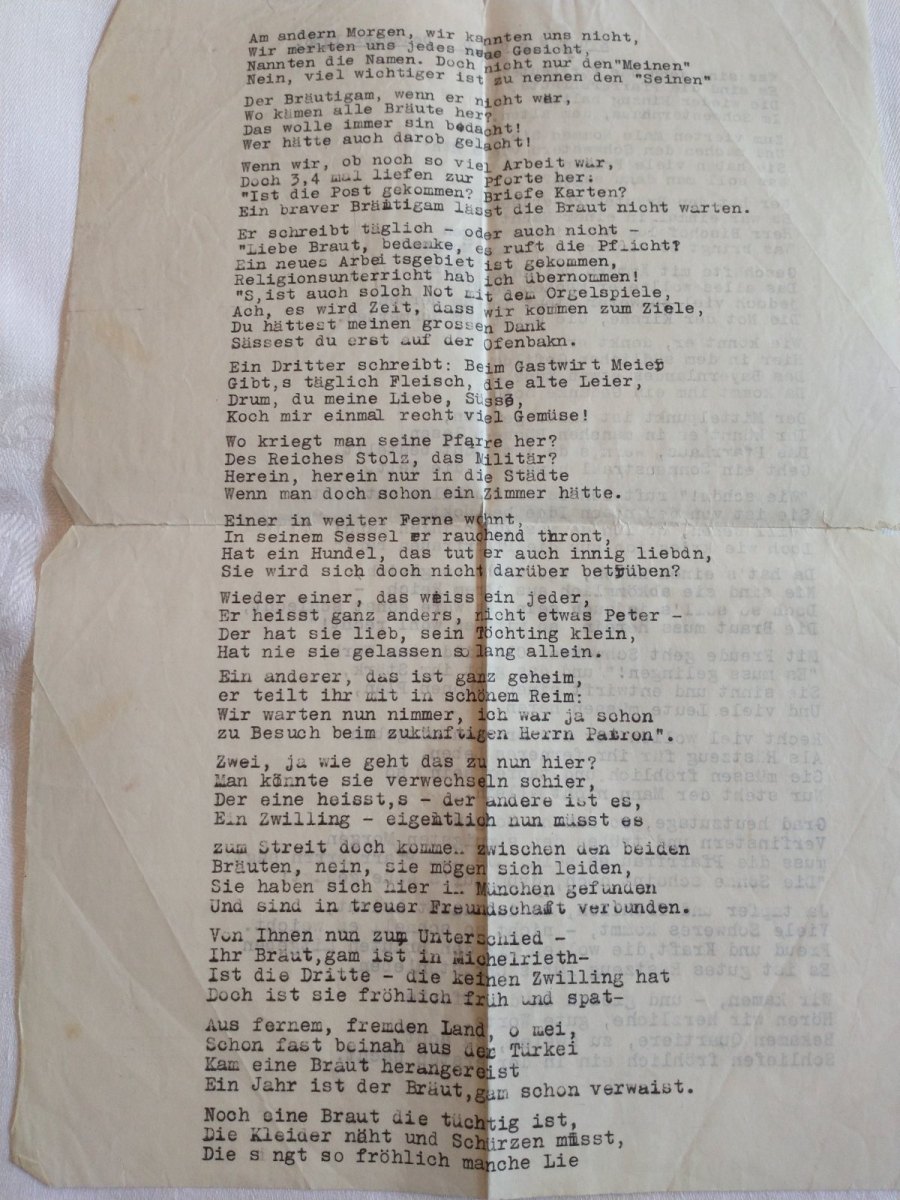 Am andern Morgen, wir kannten uns nicht,
Wir merkten uns jedes neue Gesicht,
Nannten die Namen. Doch nicht nur den"Meinen"
Nein, viel wichtiger ist zu nennen den "Seinen"
Der Bräutigam, wenn er nicht wär,
Wo kämen alle Bräute her?
Das wolle immer sin bedacht!
Wer hätte auch darob gelacht!
Wenn wir, ob noch so viel Arbeit war,
Doch 3,4 mal liefen zur Pforte her:
"Ist die Post gekommen? Briefe Karten?
Ein braver Bräutigam lässt die Braut nicht warten.
Er schreibt täglich - oder auch nicht -
"Liebe Braut, bedenke, es ruft die Pflicht!
Ein neues Arbeitsgebiet ist gekommen,
Religionsunterricht hab ich übernommen!
"S,ist auch solch Not mit dem Orgelspiele,
Ach, es wird Zeit, dass wir kommen zum Ziele,
Du hättest meinen grossen Dank
Sässest du erst auf der Ofenbakn.
Ein Dritter schreibt: Beim Gastwirt Meier
Gibt,s täglich Fleisch, die alte Leier,
Drum, du meine Liebe, Süsse,
Koch mir einmal recht viel Gemüse!
Wo kriegt man seine Pfarre her?
Des Reiches Stolz, das Militär?
Herein, herein nur in die Städte
Wenn man doch schon ein Zimmer hätte.
Einer in weiter Ferne wohnt,
In seinem Sessel er rauchend thront,
Hat ein Hundel, das tut er auch innig liebdn,
Sie wird sich doch nicht darüber betrüben?
Wieder einer, das weiss ein jeder,
Er heisst ganz anders, nicht etwas Peter -
Der hat sie lieb, sein Töchting klein,
Hat nie sie gelassen so lang allein.
Ein anderer, das ist ganz geheim,
er teilt ihr mit in schönem Reim:
Wir warten nun nimmer, ich war ja schon
zu Besuch beim zukünftigen Herrn Patron".
Zwei, ja wie geht das zu nun hier?
Man könnte sie verwechseln schier,
Der eine heisst,s - der andere ist es,
Ein Zwilling - eigentlich nun müsst es
zum Streit doch kommen zwischen den beiden
Bräuten, nein, sie mögen sich leiden,
Sie haben sich hier in München gefunden
Und sind in treuer Freundschaft verbunden.
Von Ihnen nun zum Unterschied -
Ihr Bräut,gam ist in Michelrieth-
Ist die Dritte - die keinen Zwilling hat
Doch ist sie fröhlich früh und spat-
Aus fernem, fremden Land, o mei,
Schon fast beinah aus der Türkei
Kam eine Braut herangereist
Ein Jahr ist der Bräut,gam schon verwaist.
Noch eine Braut die tüchtig ist,
Die Kleider näht und Schürzen misst,
Die singt so fröhlich manche Lie